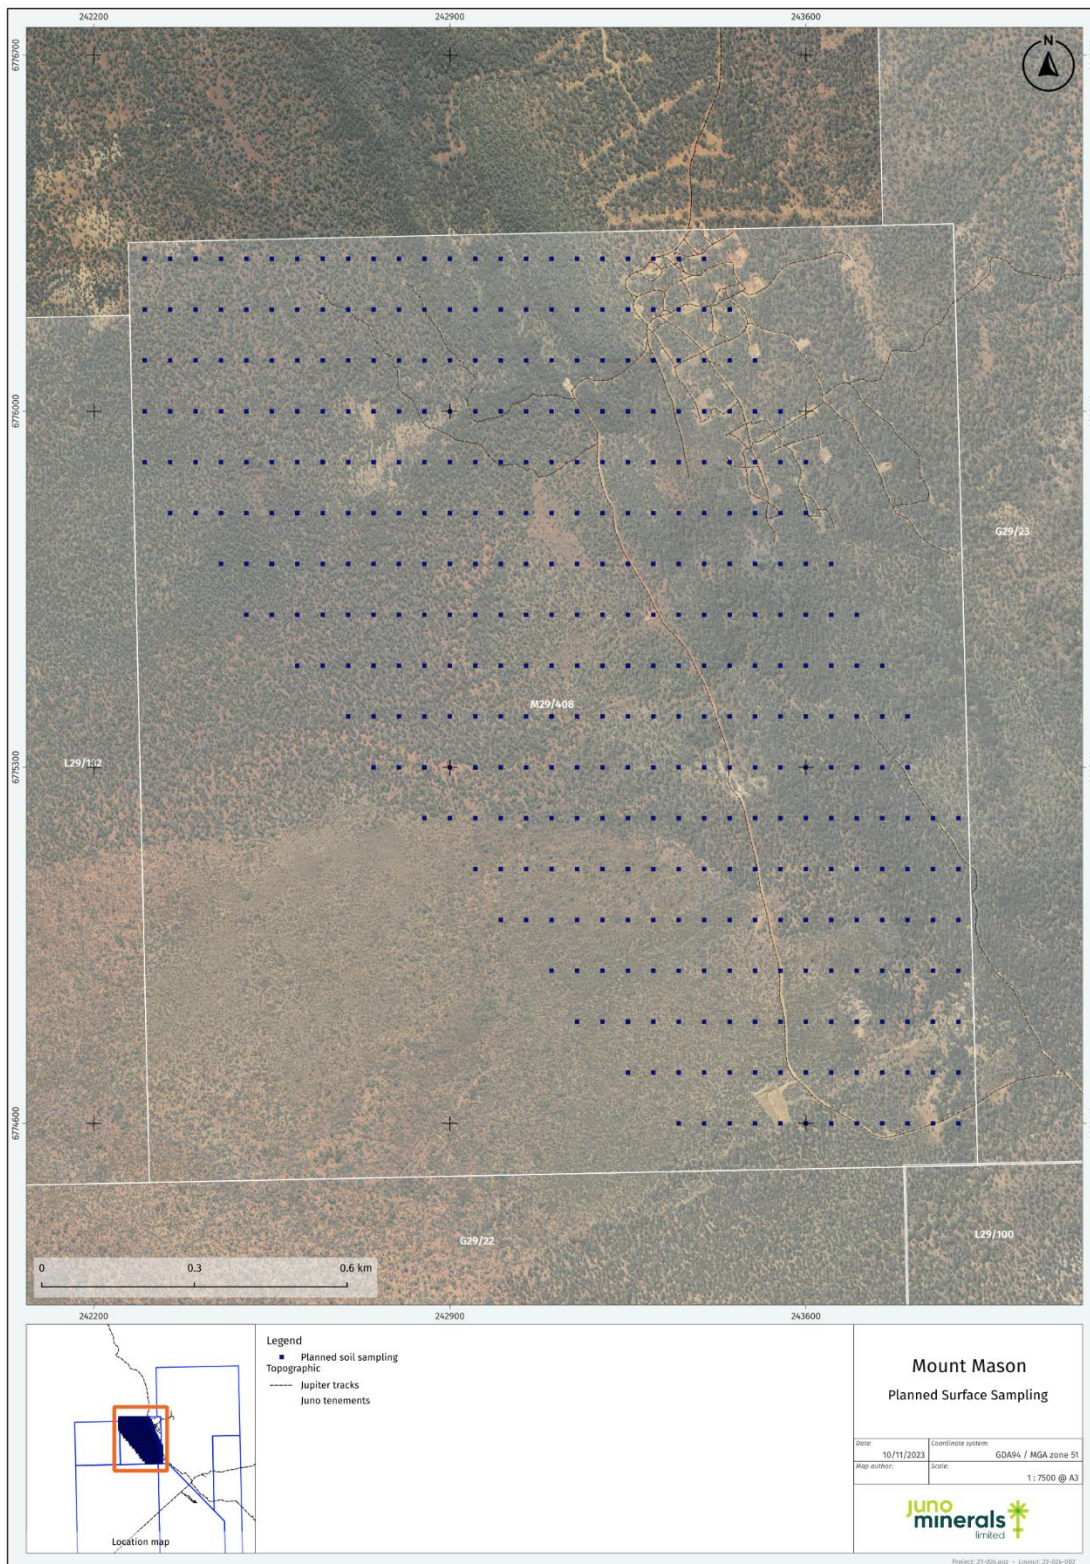 242200 242900 243600
6776700
N
6776000
G29/23
M29/408
6775300
L29/102
6774600
G29/22
L29/100
0 0.3 0.6 km
242200 242900 243600
Legend
Planned soil sampling
Topographic
Jupiter tracks
Juno tenements
Location map
Mount Mason
Planned Surface Sampling
Date: Coordinate system:
10/11/2023 GDA94 / MGA zone 51
Map author: Scale:
1 : 7500 @ A3
juno
minerals
limited